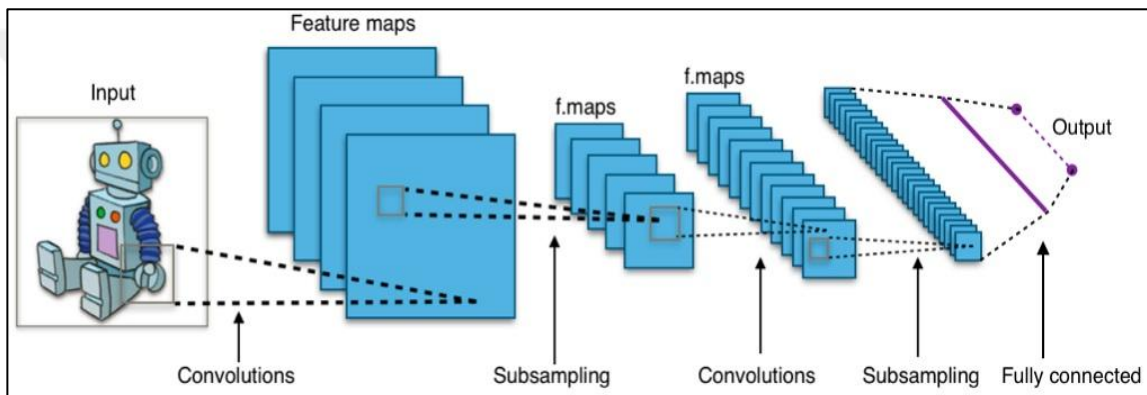 Feature maps
Input
f.maps
f.maps
Output
Convolutions
Subsampling
Convolutions
Subsampling
Fully connected